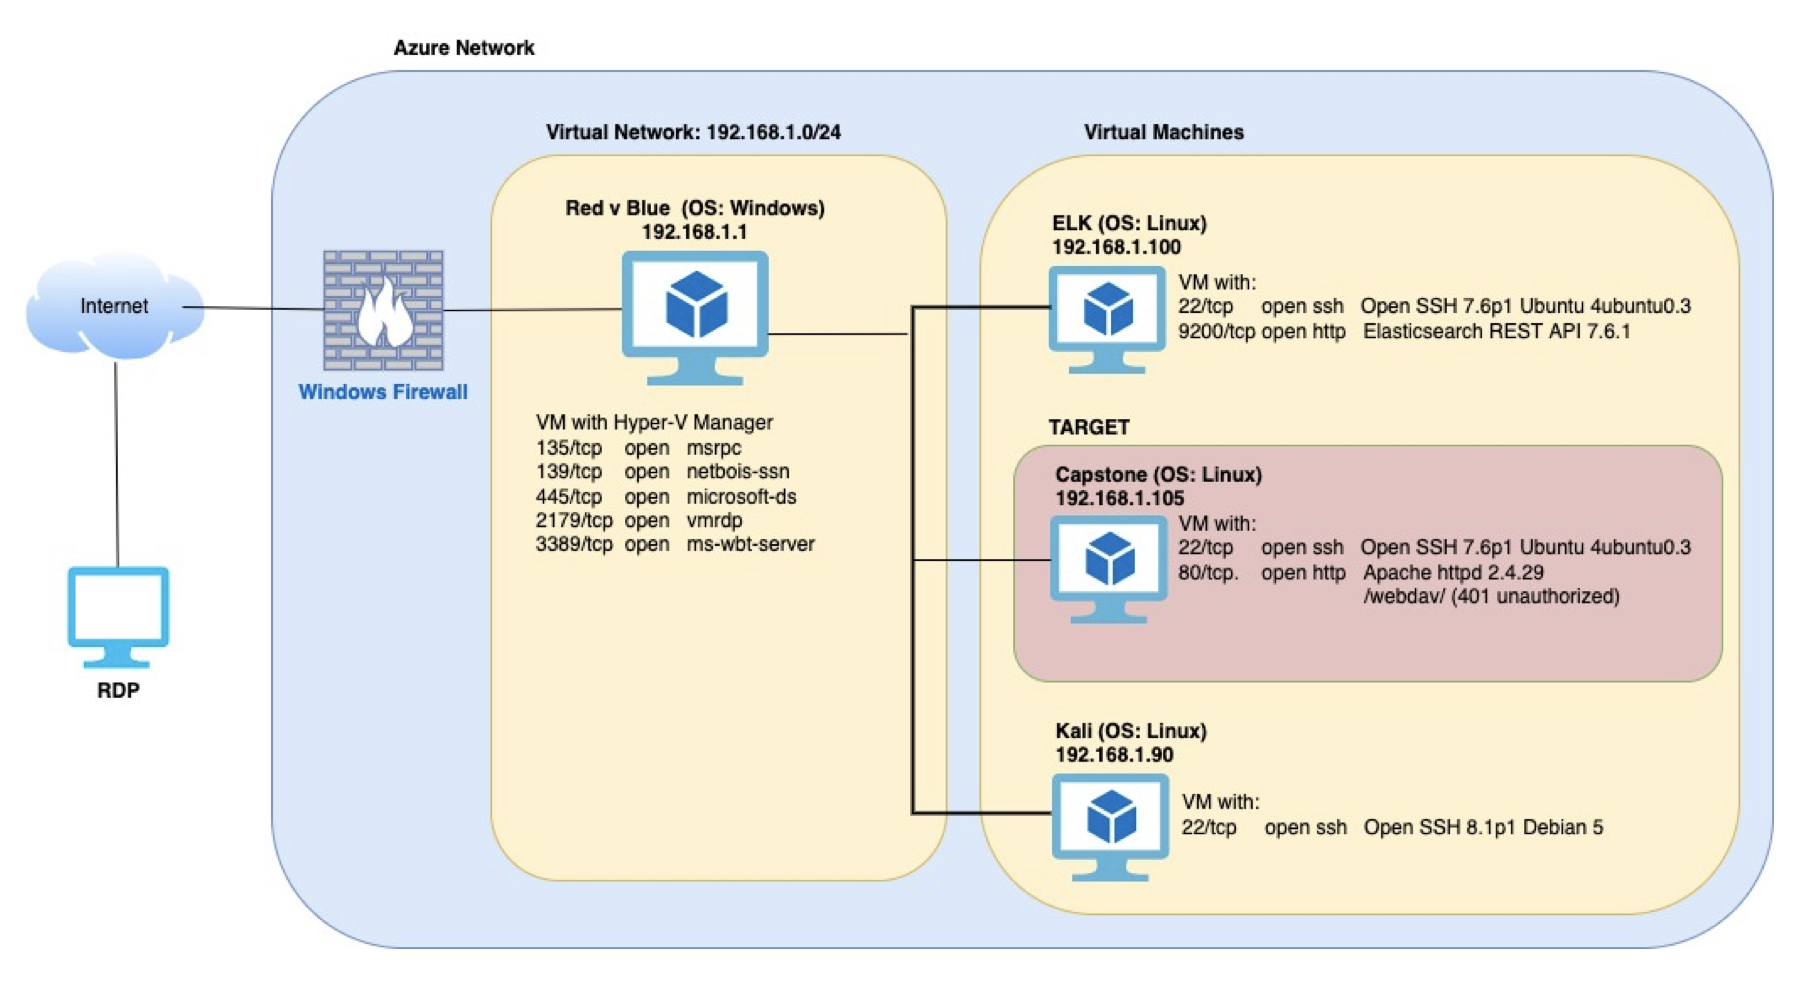 Azure Network
Virtual Network: 192.168.1.0/24
Virtual Machines
Internet
RDP
Windows Firewall
Red v Blue (OS: Windows)
192.168.1.1
VM with Hyper-V Manager
135/tcp open msrpc
139/tcp open netbois-ssn
445/tcp open microsoft-ds
2179/tcp open vmrdp
3389/tcp open ms-wbt-server
ELK (OS: Linux)
192.168.1.100
VM with:
22/tcp open ssh Open SSH 7.6p1 Ubuntu 4ubuntu0.3
9200/tcp open http Elasticsearch REST API 7.6.1
TARGET
Capstone (OS: Linux)
192.168.1.105
VM with:
22/tcp open ssh Open SSH 7.6p1 Ubuntu 4ubuntu0.3
80/tcp. open http Apache httpd 2.4.29
/webdav/ (401 unauthorized)
Kali (OS: Linux)
192.168.1.90
VM with:
22/tcp open ssh Open SSH 8.1p1 Debian 5